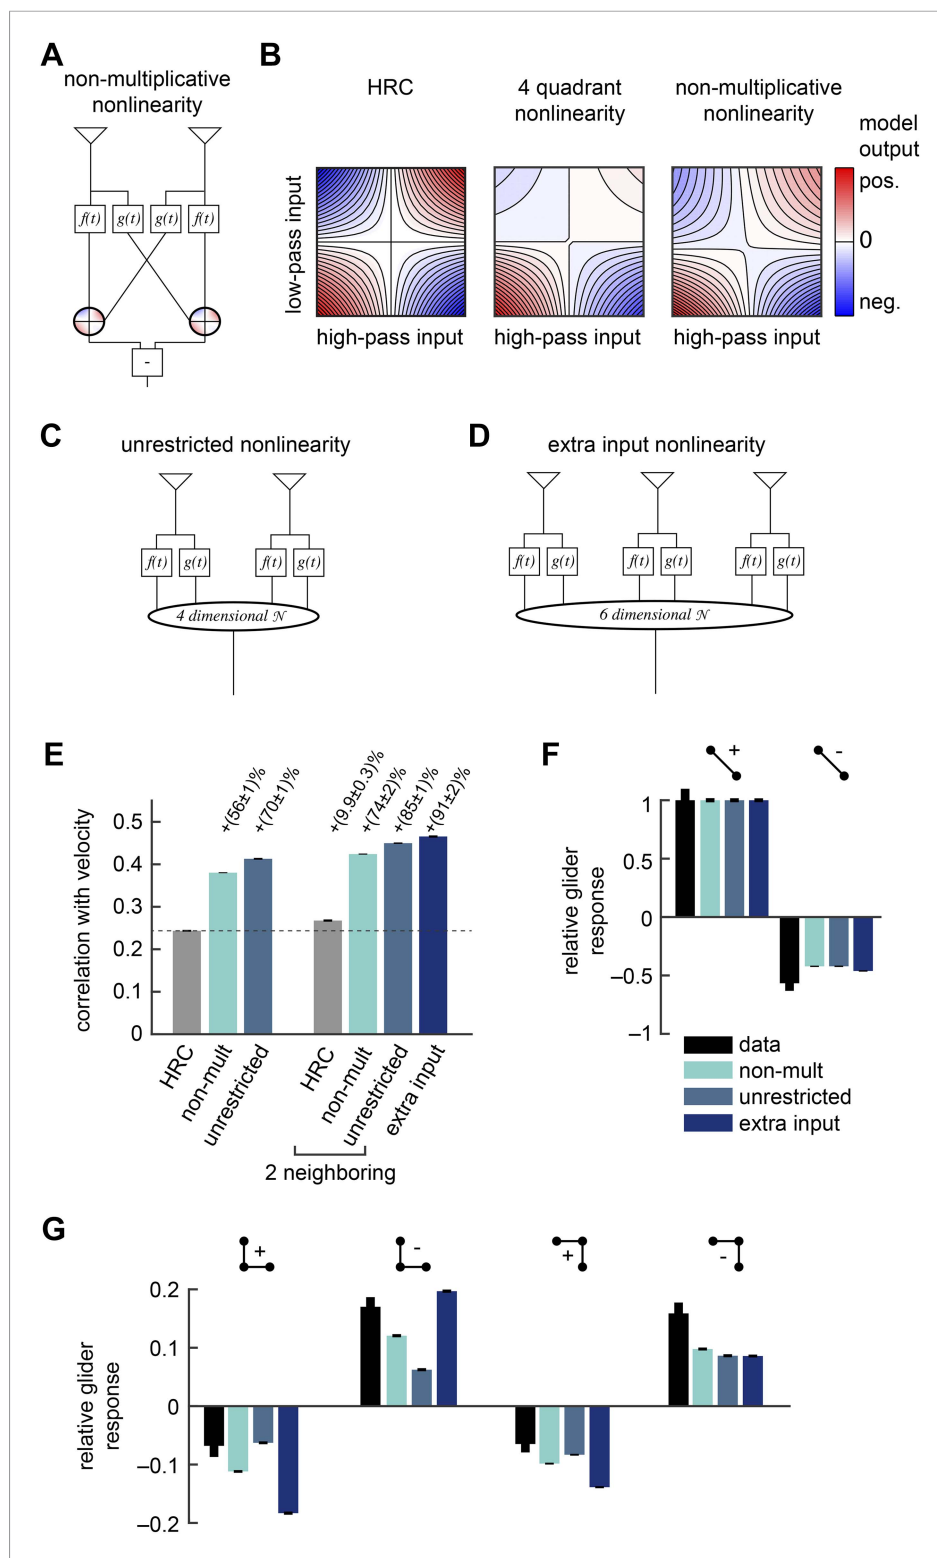 A
non-multiplicative
nonlinearity
f(t) g(t) g(t) f(t)
-
B
HRC
4 quadrant
nonlinearity
non-multiplicative
nonlinearity
model
output
pos.
0
neg.
low-pass input
high-pass input
high-pass input
high-pass input
C
unrestricted nonlinearity
f(t) g(t) f(t) g(t)
4 dimensional N
D
extra input nonlinearity
f(t) g(t) f(t) g(t) f(t) g(t)
6 dimensional N
E
correlation with velocity
0.5
0.4
0.3
0.2
0.1
0
+(56±1)%
+(70±1)%
+(9.9±0.3)%
+(74±2)%
+(85±1)%
+(91±2)%
HRC
non-mult
unrestricted
HRC
non-mult
unrestricted
extra input
2 neighboring
F
+
-
relative glider
response
1
0.5
0
–0.5
–1
data
non-mult
unrestricted
extra input
G
+
-
+
-
relative glider
response
0.2
0.1
0
–0.1
–0.2